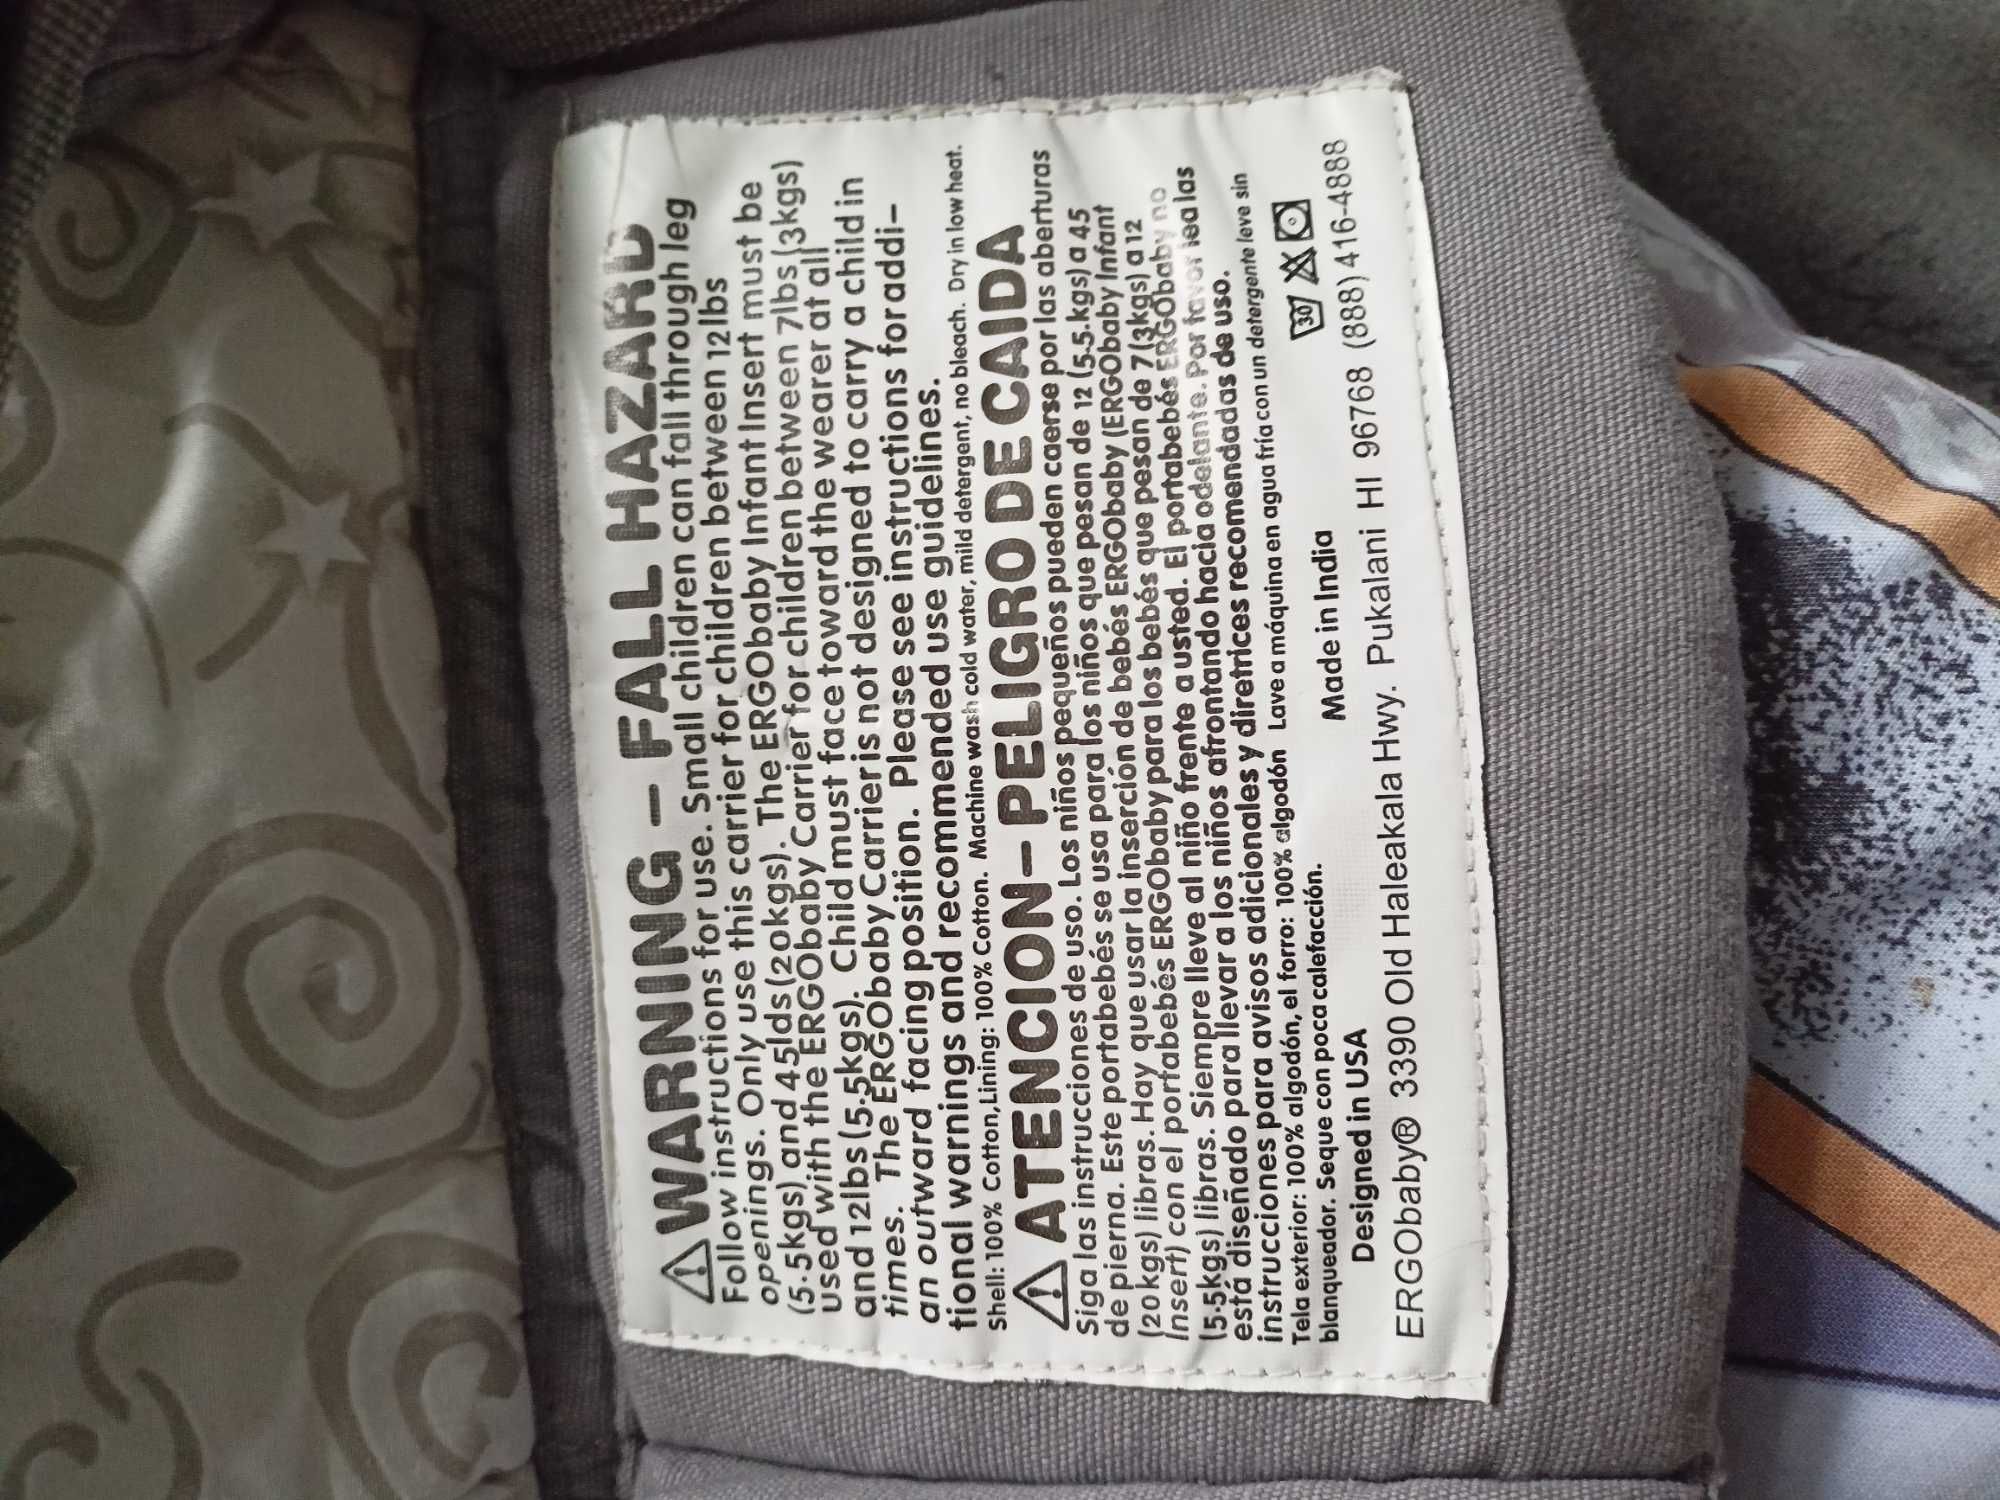 ⚠WARNING – FALL HAZARD
Follow instructions for use. Small children can fall through leg
openings. Only use this carrier for children between 12lbs
(5.5kgs) and 45lds(20kgs). The ERGObaby Infant Insert must be
used with the ERGObaby Carrier for children between 7lbs (3kgs)
and 12lbs (5.5kgs). Child must face toward the wearer at all
times. The ERGObaby Carrier is not designed to carry a child in
an outward facing position. Please see instructions for addi-
tional warnings and recommended use guidelines.
Shell: 100% Cotton, Lining: 100% Cotton. Machine wash cold water, mild detergent, no bleach. Dry in low heat.
⚠ATENCION– PELIGRO DE CAIDA
Siga las instrucciones de uso. Los niños pequeños pueden caerse por las aberturas
de pierna. Este portabebés se usa para los niños que pesan de 12 (5.5.kgs) a 45
(20kgs) libras. Hay que usar la inserción de bebés ERGObaby (ERGObaby Infant
Insert) con el portabebés ERGObaby para los bebés que pesan de 7 (3kgs) a 12
(5.5kgs) libras. Siempre lleve al niño frente a usted. El portabebés ERGObaby no
está diseñado para llevar a los niños afrontando hacia adelante. Por favor lea las
instrucciones para avisos adicionales y diretrices recomendadas de uso.
Tela exterior: 100% algodón, el forro: 100% algodón Lave a máquina en agua fría con un detergente leve sin
blanqueador. Seque con poca calefacción.
30
Designed in USA Made in India
ERGObaby® 3390 Old Haleakala Hwy. Pukalani HI 96768 (888) 416-4888